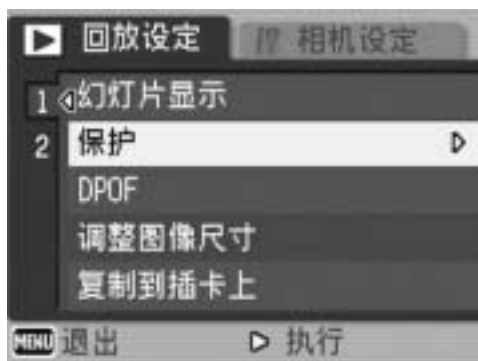 回放设定 相机设定
1 幻灯片显示
2 保护
DPOF
调整图像尺寸
复制到插卡上
MENU 退出 执行